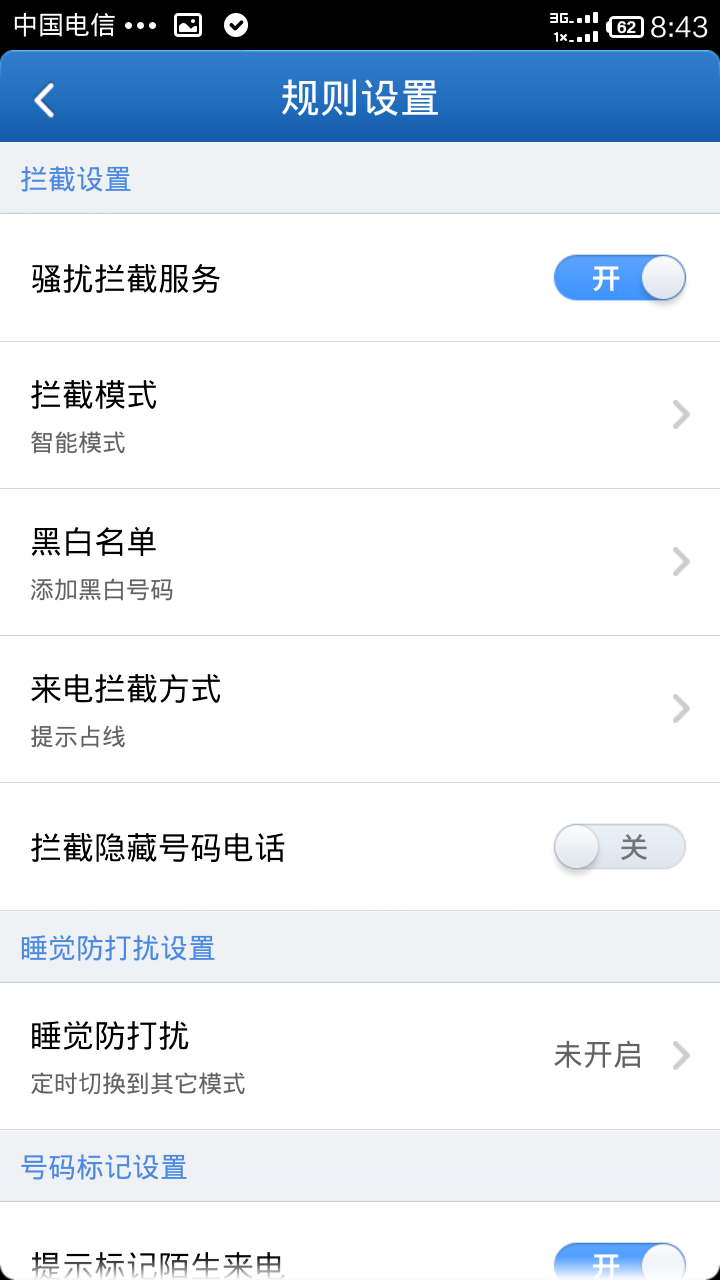 中国电信 ••• 3G 1x 62 8:43
规则设置
拦截设置
骚扰拦截服务 开
拦截模式
智能模式
黑白名单
添加黑白号码
来电拦截方式
提示占线
拦截隐藏号码电话 关
睡觉防打扰设置
睡觉防打扰 未开启
定时切换到其它模式
号码标记设置
提示标记陌生来电 开